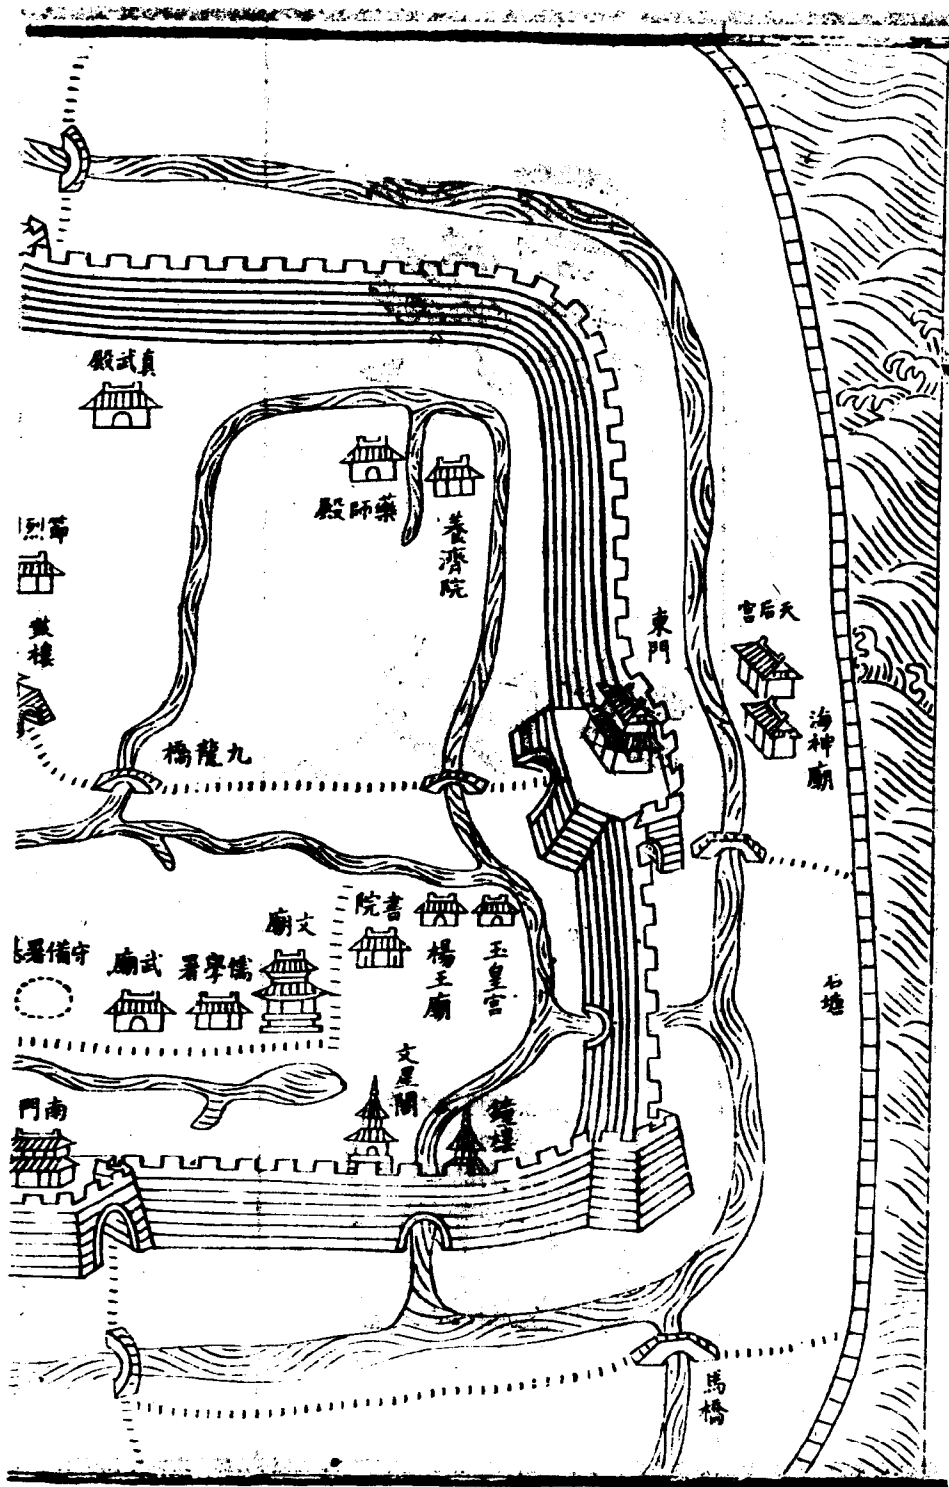 真武殿
藥師殿
養濟院
節烈
鼓樓
東門
天后宮
海神廟
九龍橋
書院
文廟
楊王廟
玉皇宮
儒學署
武廟
守備署
石塘
文星閣
鐘樓
南門
馬橋